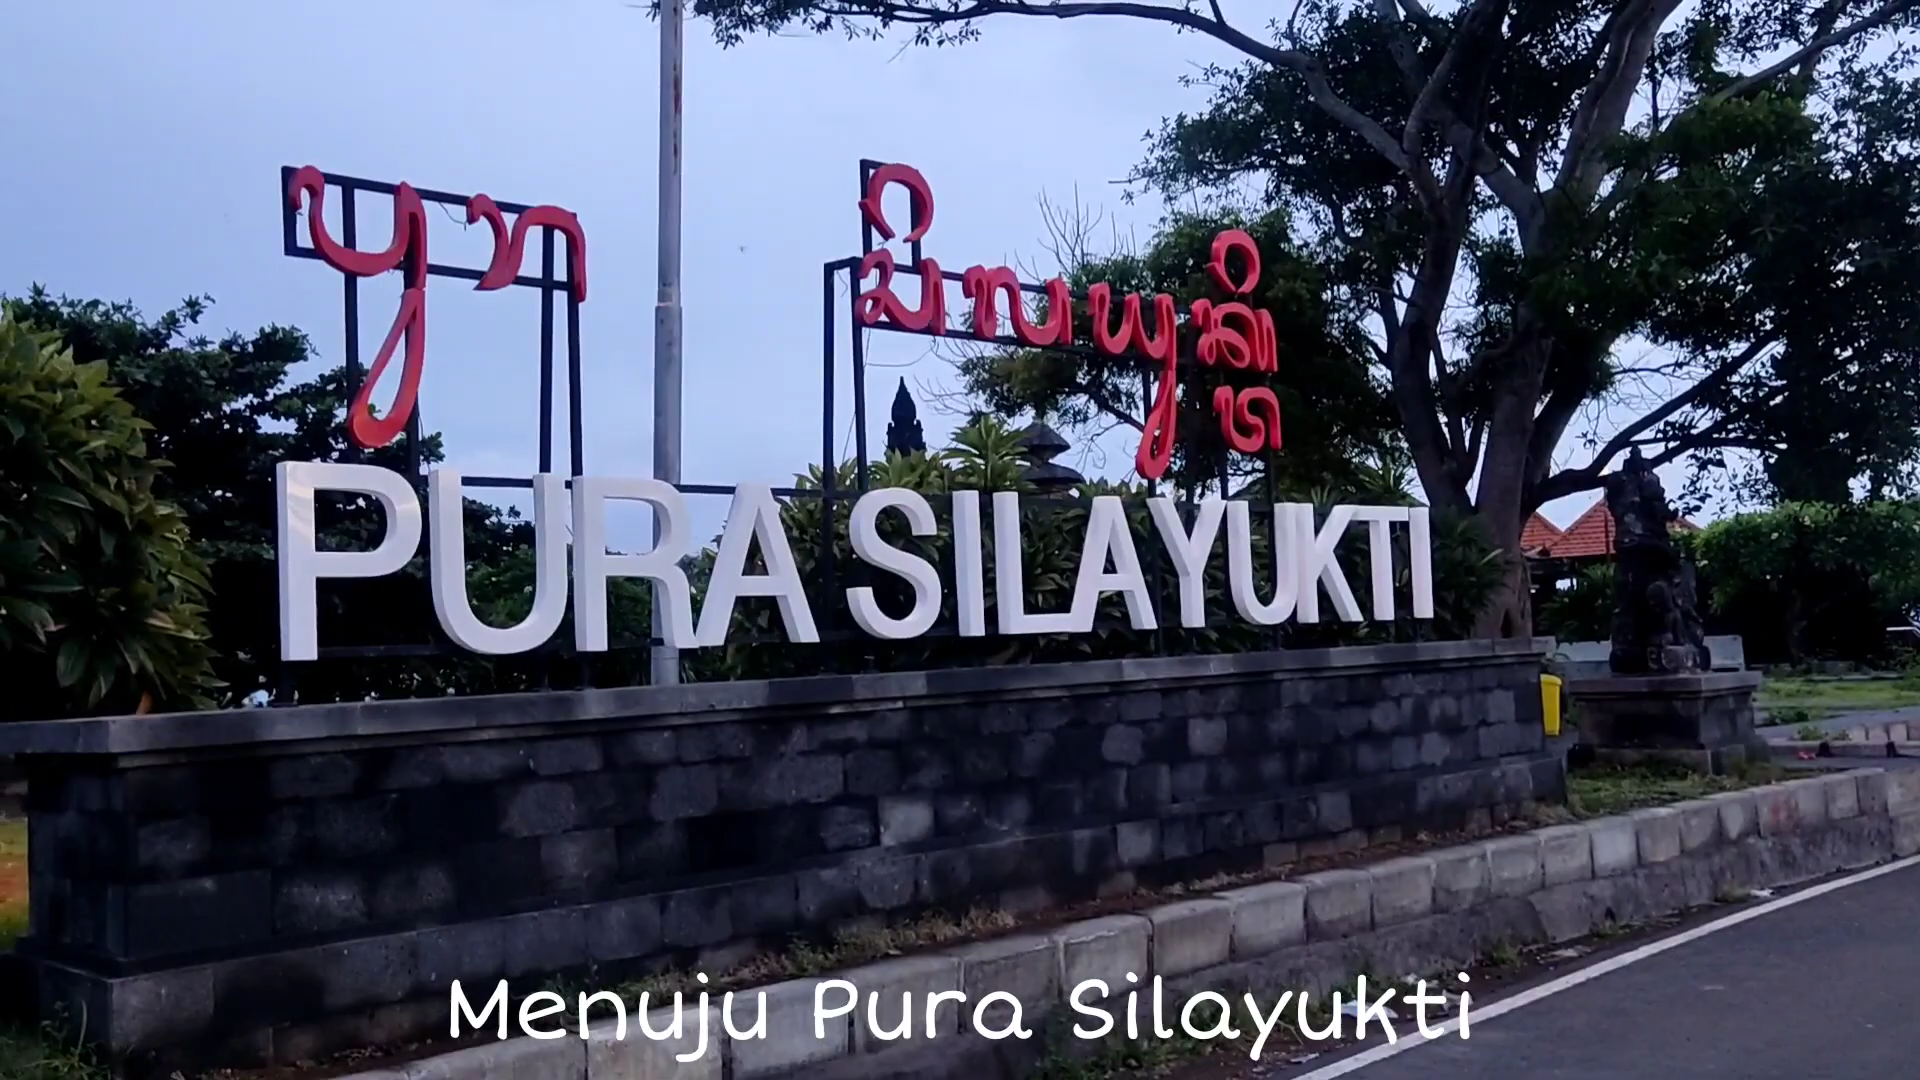 ᬧᬸᬭ ᬲᬶᬮᬬᬸᬓ᭄ᬢᬶ
PURA SILAYUKTI
Menuju Pura Silayukti